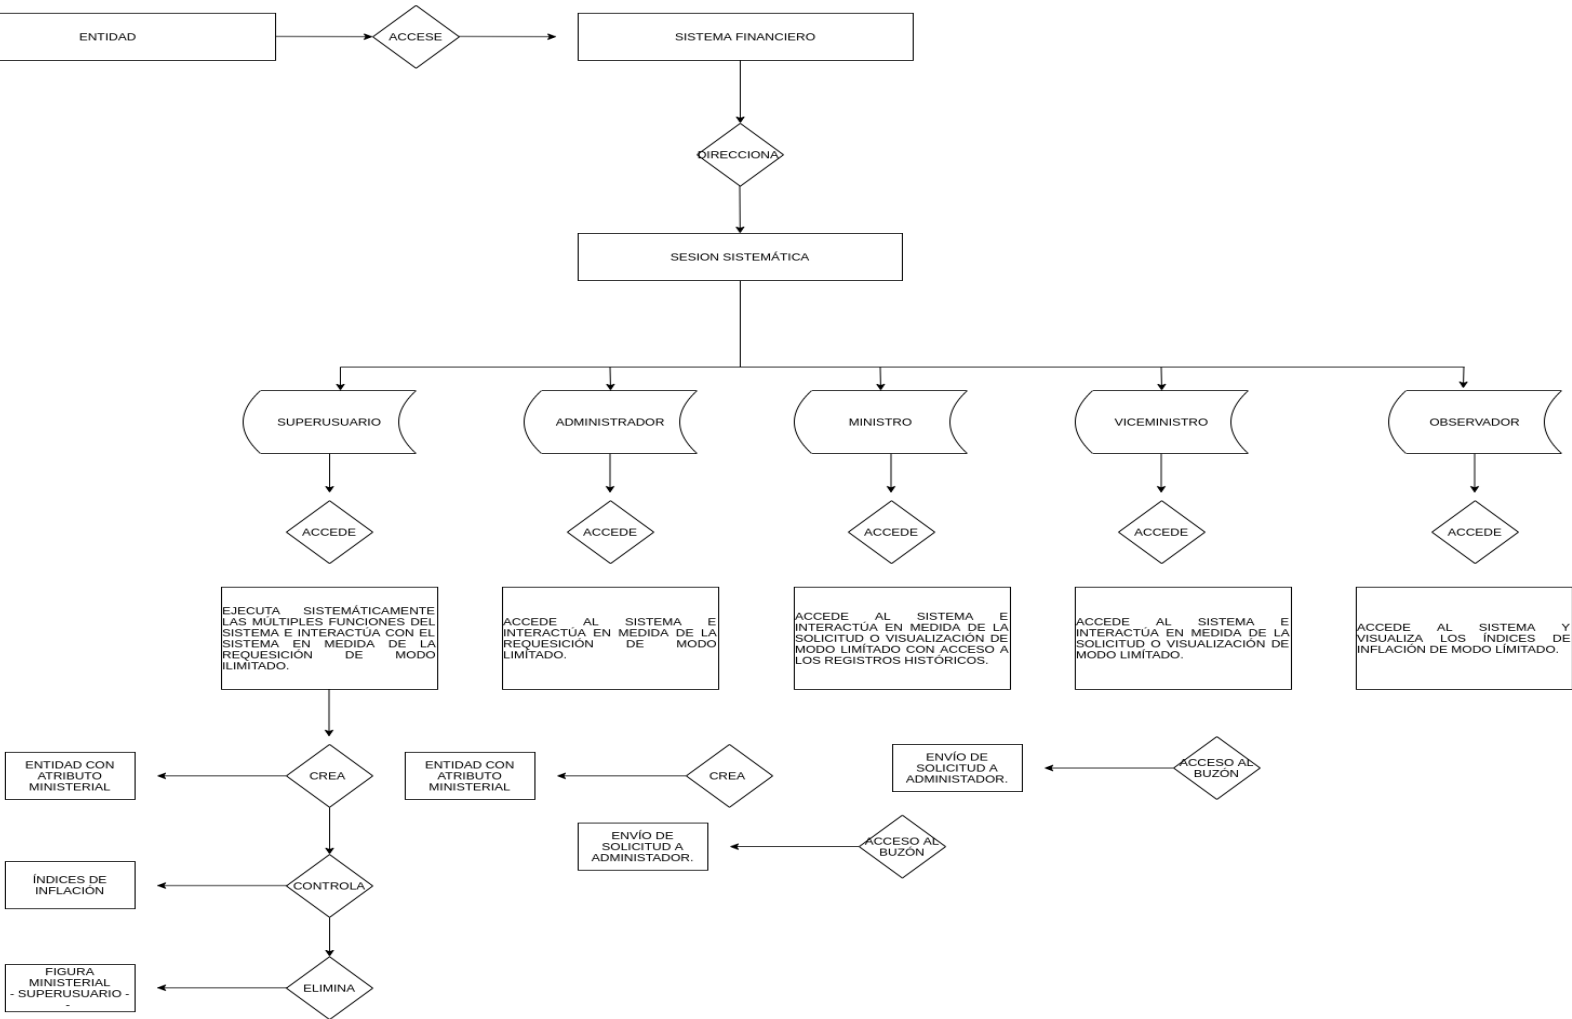 ENTIDAD
ACCESE
SISTEMA FINANCIERO
DIRECCIONA
SESION SISTEMÁTICA
SUPERUSUARIO
ADMINISTRADOR
MINISTRO
VICEMINISTRO
OBSERVADOR
ACCEDE
ACCEDE
ACCEDE
ACCEDE
ACCEDE
EJECUTA SISTEMÁTICAMENTE
LAS MÚLTIPLES FUNCIONES DEL
SISTEMA E INTERACTÚA CON EL
SISTEMA EN MEDIDA DE LA
REQUESICIÓN DE MODO
ILIMITADO.
ACCEDE AL SISTEMA E
INTERACTÚA EN MEDIDA DE LA
REQUESICIÓN DE MODO
LIMÍTADO.
ACCEDE AL SISTEMA E
INTERACTÚA EN MEDIDA DE LA
SOLICITUD O VISUALIZACIÓN DE
MODO LIMÍTADO CON ACCESO A
LOS REGISTROS HISTÓRICOS.
ACCEDE AL SISTEMA E
INTERACTÚA EN MEDIDA DE LA
SOLICITUD O VISUALIZACIÓN DE
MODO LIMÍTADO.
ACCEDE AL SISTEMA Y
VISUALIZA LOS ÍNDICES DE
INFLACIÓN DE MODO LÍMITADO.
ENTIDAD CON
ATRIBUTO
MINISTERIAL
CREA
ENTIDAD CON
ATRIBUTO
MINISTERIAL
CREA
ENVÍO DE
SOLICITUD A
ADMINISTADOR.
ACCESO AL
BUZÓN
ENVÍO DE
SOLICITUD A
ADMINISTADOR.
ACCESO AL
BUZÓN
ÍNDICES DE
INFLACIÓN
CONTROLA
FIGURA
MINISTERIAL
- SUPERUSUARIO -
-
ELIMINA